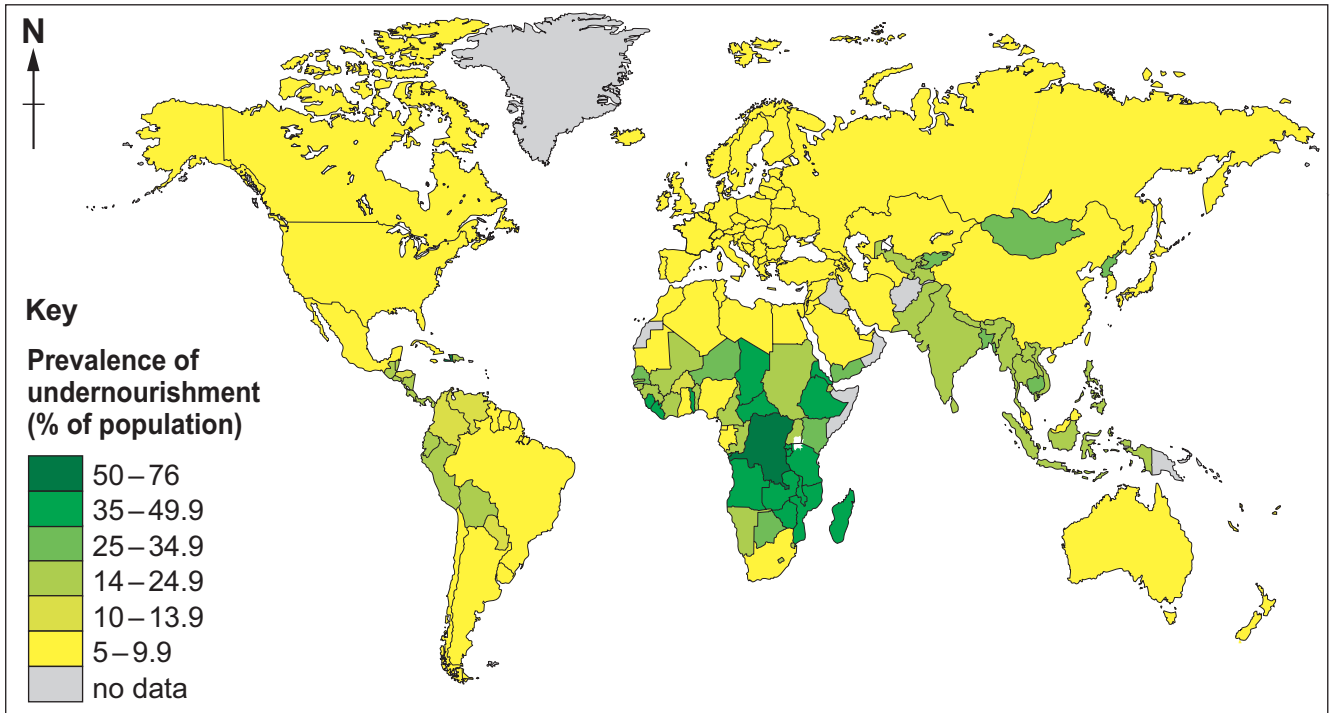 N
Key
Prevalence of
undernourishment
(% of population)
50–76
35–49.9
25–34.9
14–24.9
10–13.9
5–9.9
no data